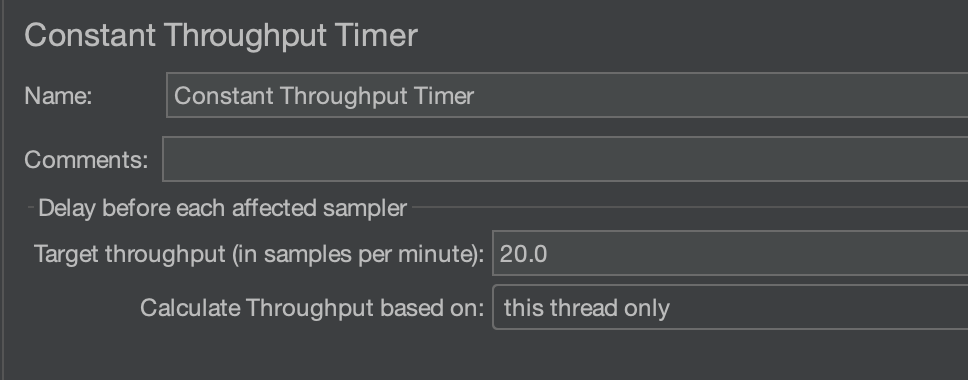 Constant Throughput Timer
Name: Constant Throughput Timer
Comments:
Delay before each affected sampler
Target throughput (in samples per minute): 20.0
Calculate Throughput based on: this thread only